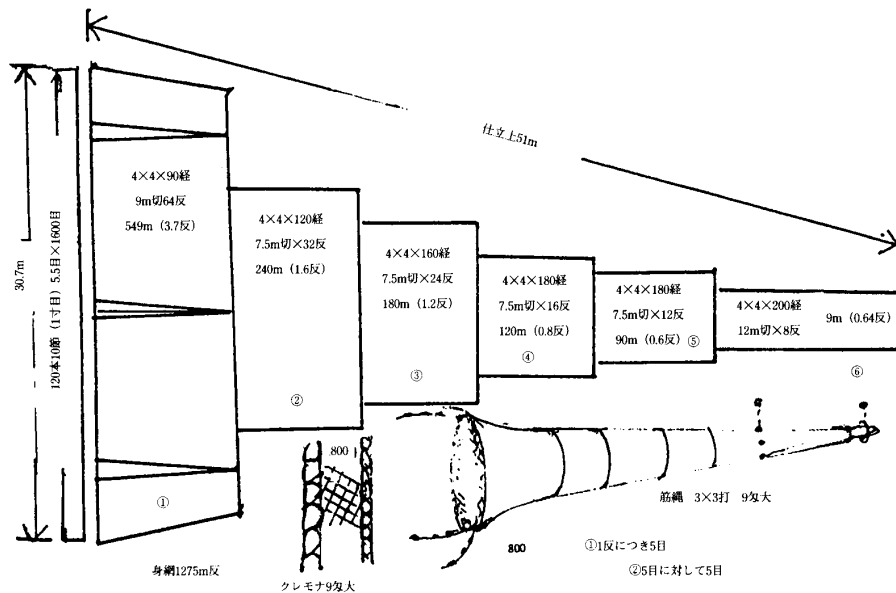 仕立上51m
30.7m
120本10節（1寸目）5.5目×1600目
4×4×90経
9m切64反
549m（3.7反）
①
4×4×120経
7.5m切×32反
240m（1.6反）
②
4×4×160経
7.5m切×24反
180m（1.2反）
③
4×4×180経
7.5m切×16反
120m（0.8反）
④
4×4×180経
7.5m切×12反
90m（0.6反）⑤
4×4×200経
12m切×8反
9m（0.64反）
⑥
800
筋縄 3×3打 9匁大
800
①1反につき5目
②5目に対して5目
身網1275m反
クレモナ9匁大